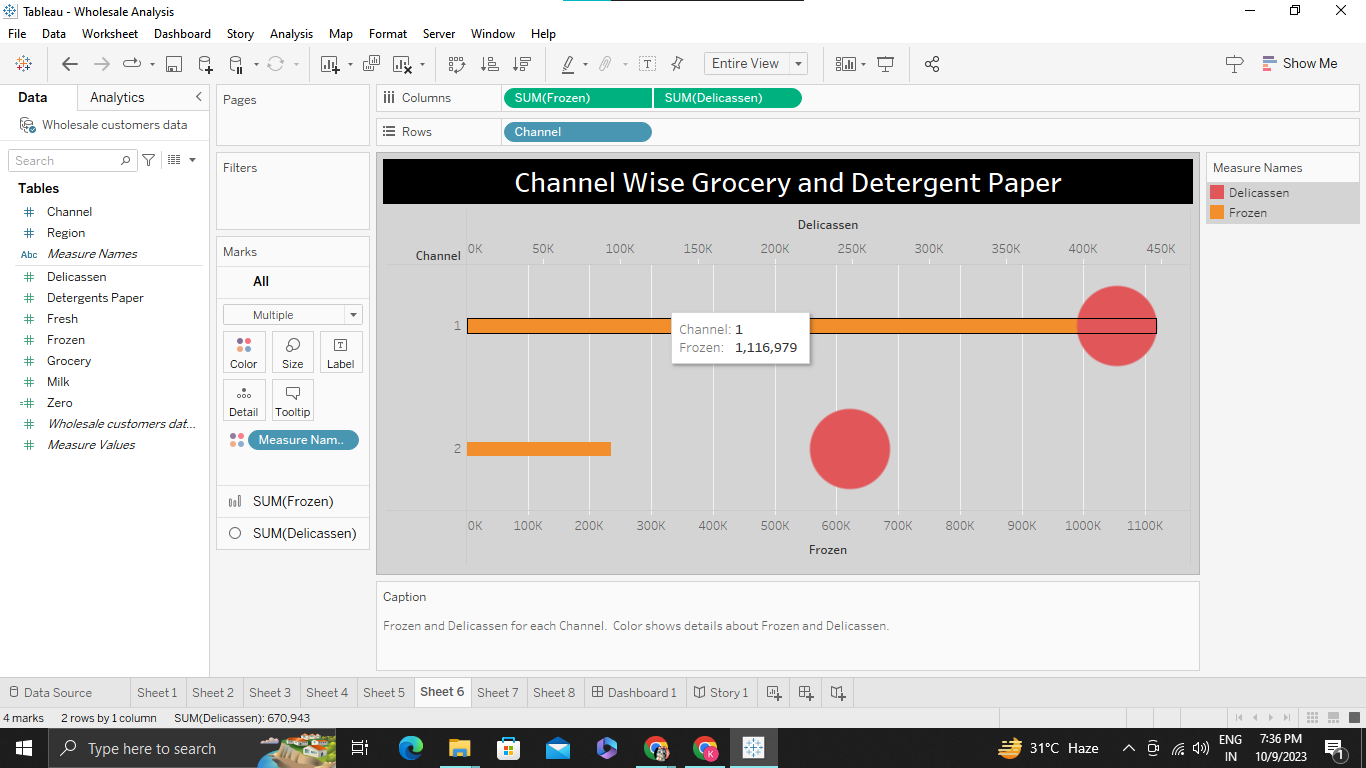 Tableau - Wholesale Analysis
File Data Worksheet Dashboard Story Analysis Map Format Server Window Help
Entire View
Show Me
Data Analytics
Wholesale customers data
Search
Tables
Channel
Region
Abc Measure Names
Delicassen
Detergents Paper
Fresh
Frozen
Grocery
Milk
Zero
Wholesale customers dat...
Measure Values
Pages
Filters
Marks
All
Multiple
Color Size Label
Detail Tooltip
Measure Nam..
SUM(Frozen)
SUM(Delicassen)
Columns SUM(Frozen) SUM(Delicassen)
Rows Channel
Channel Wise Grocery and Detergent Paper
Delicassen
0K 50K 100K 150K 200K 250K 300K 350K 400K 450K
Channel
1
Channel: 1
Frozen: 1,116,979
2
0K 100K 200K 300K 400K 500K 600K 700K 800K 900K 1000K 1100K
Frozen
Measure Names
Delicassen
Frozen
Caption
Frozen and Delicassen for each Channel. Color shows details about Frozen and Delicassen.
Data Source Sheet 1 Sheet 2 Sheet 3 Sheet 4 Sheet 5 Sheet 6 Sheet 7 Sheet 8 Dashboard 1 Story 1
4 marks 2 rows by 1 column SUM(Delicassen): 670,943
Type here to search
31°C Haze
ENG
IN
7:36 PM
10/9/2023
1